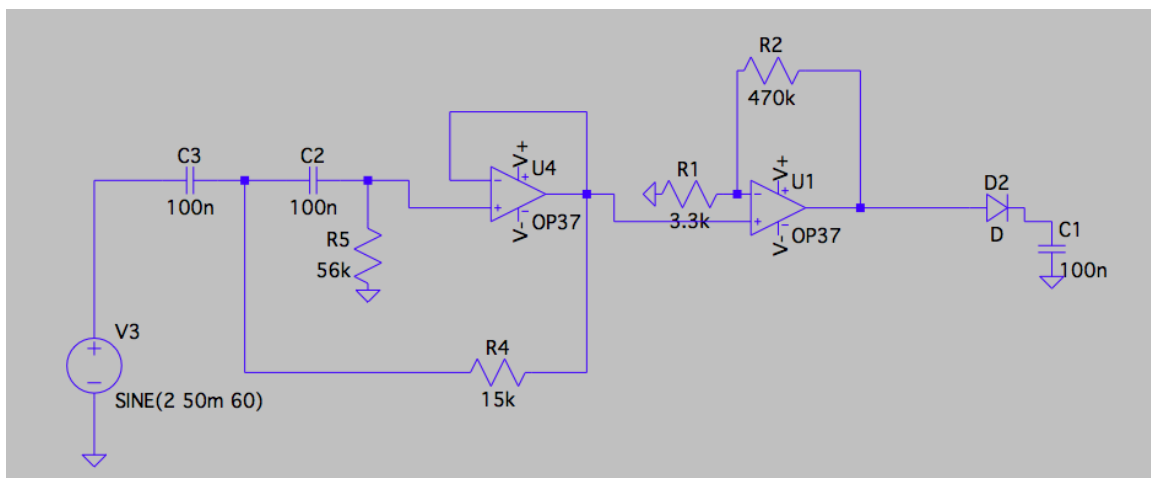 R2
470k
C3
100n
C2
100n
V+
U4
V-
OP37
R1
3.3k
V+
U1
V-
OP37
D2
D
C1
100n
R5
56k
V3
SINE(2 50m 60)
R4
15k